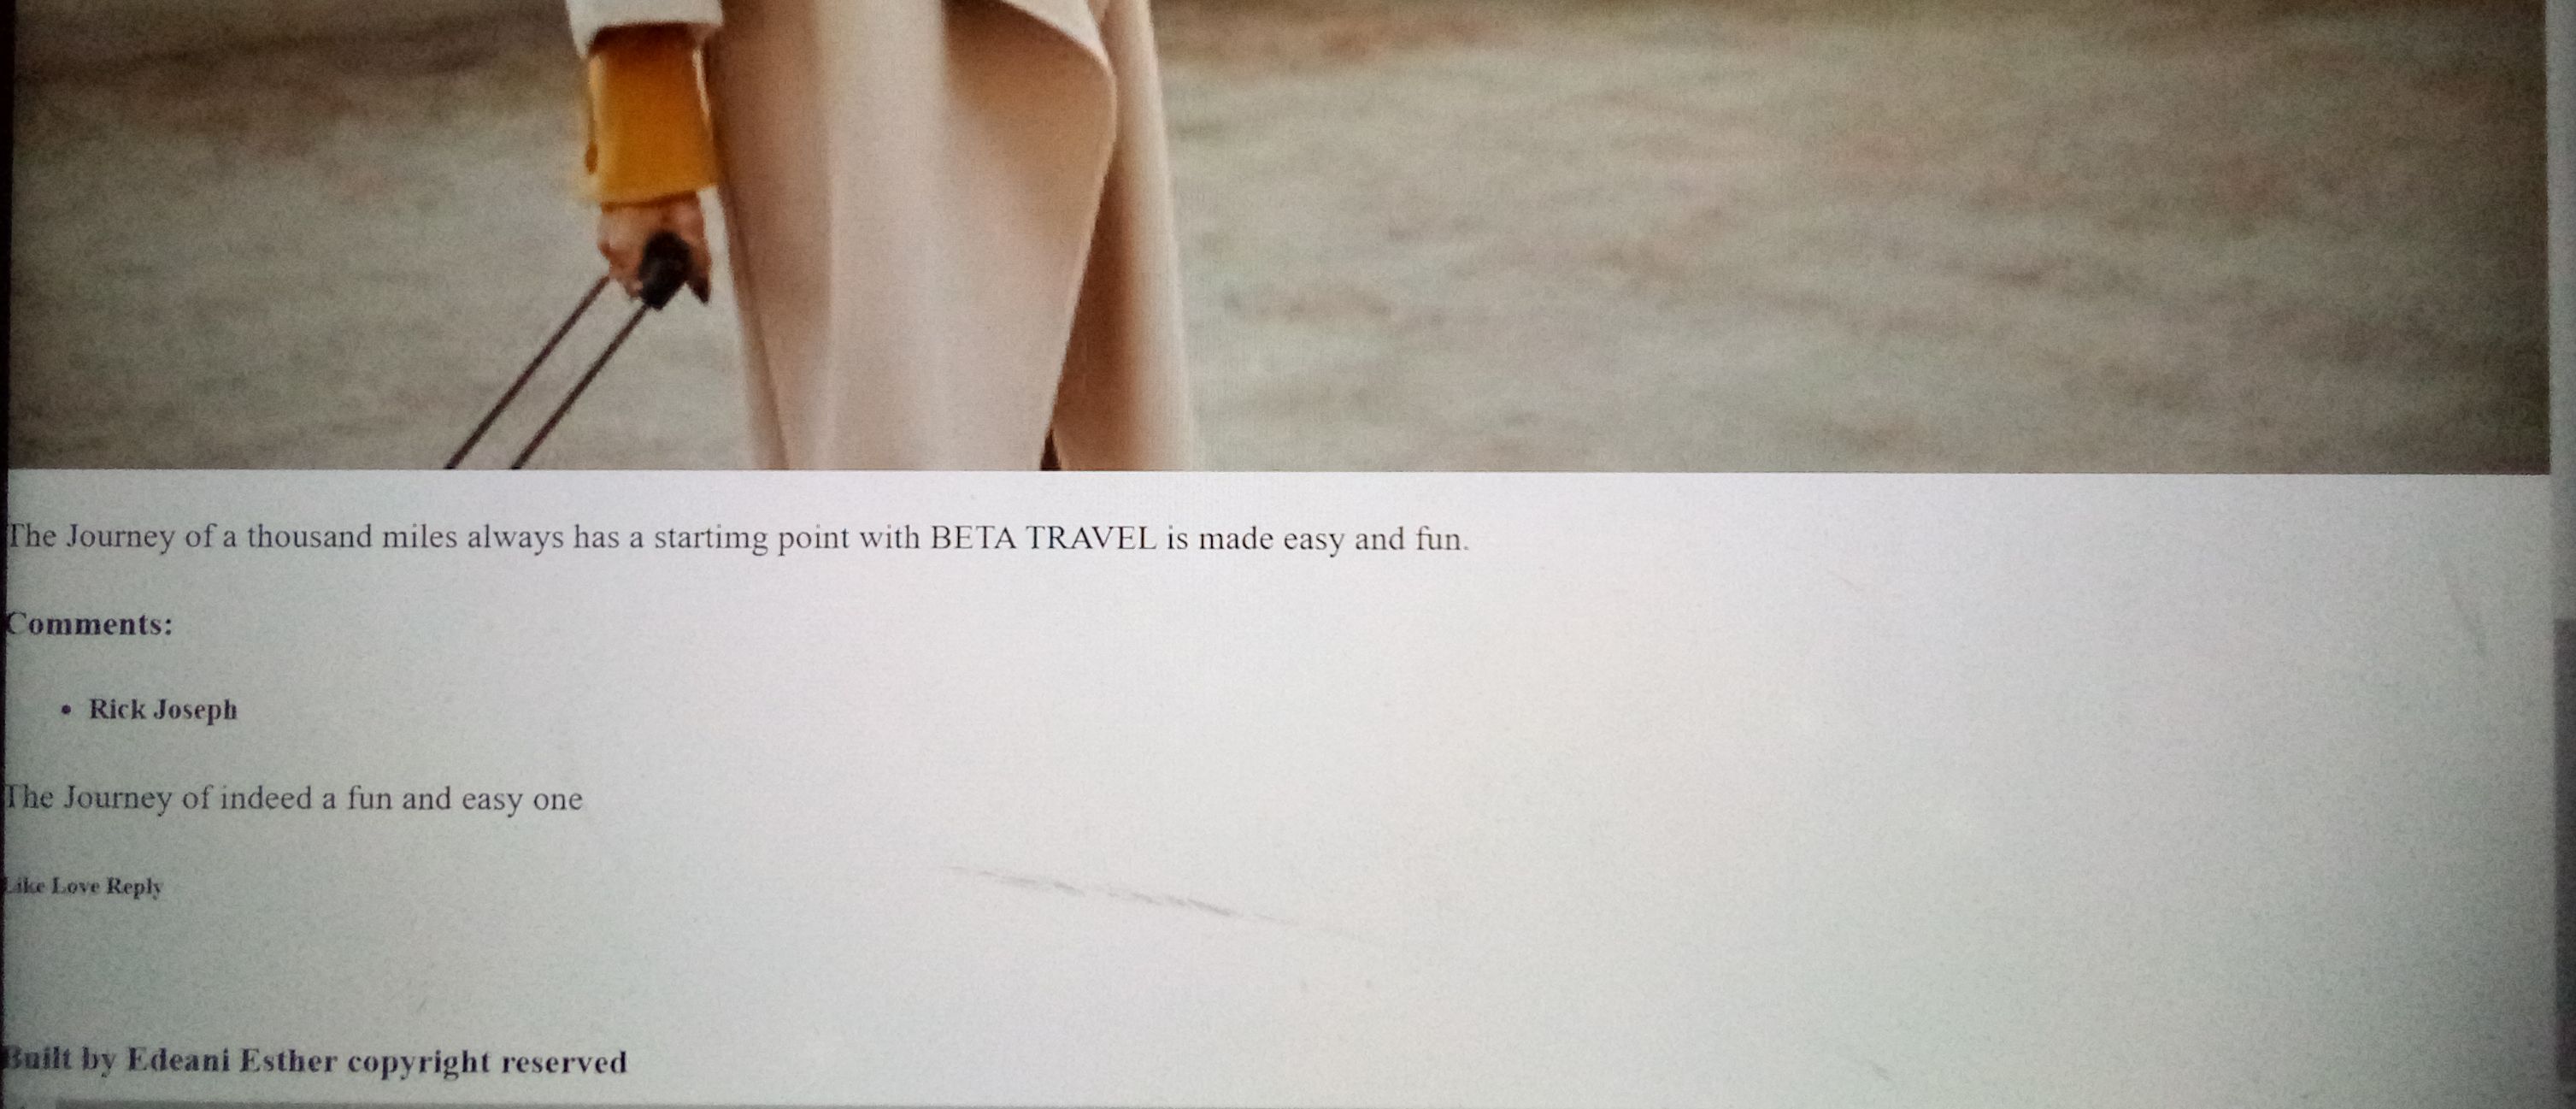 The Journey of a thousand miles always has a startimg point with BETA TRAVEL is made easy and fun.
Comments:
• Rick Joseph
The Journey of indeed a fun and easy one
Like Love Reply
Built by Edeani Esther copyright reserved